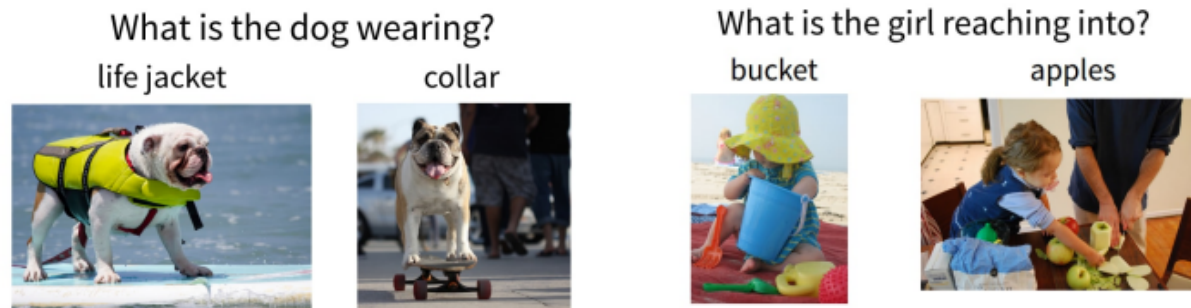 What is the dog wearing?
life jacket
collar
What is the girl reaching into?
bucket
apples